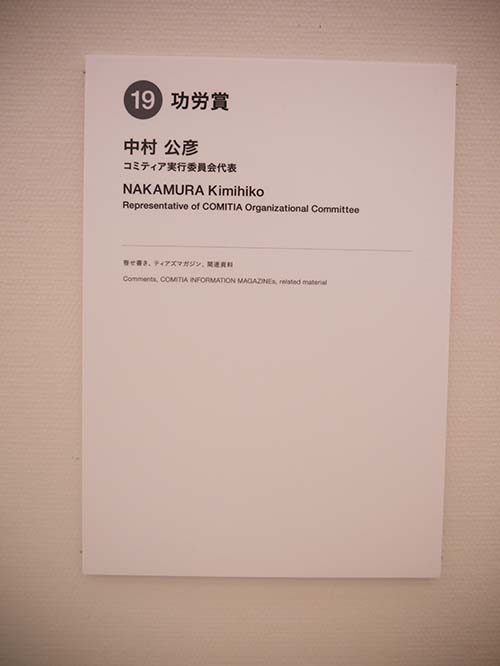 19 功労賞
中村 公彦
コミティア実行委員会代表
NAKAMURA Kimihiko
Representative of COMITIA Organizational Committee
寄せ書き、ティアズマガジン、関連資料
Comments, COMITIA INFORMATION MAGAZINEs, related material